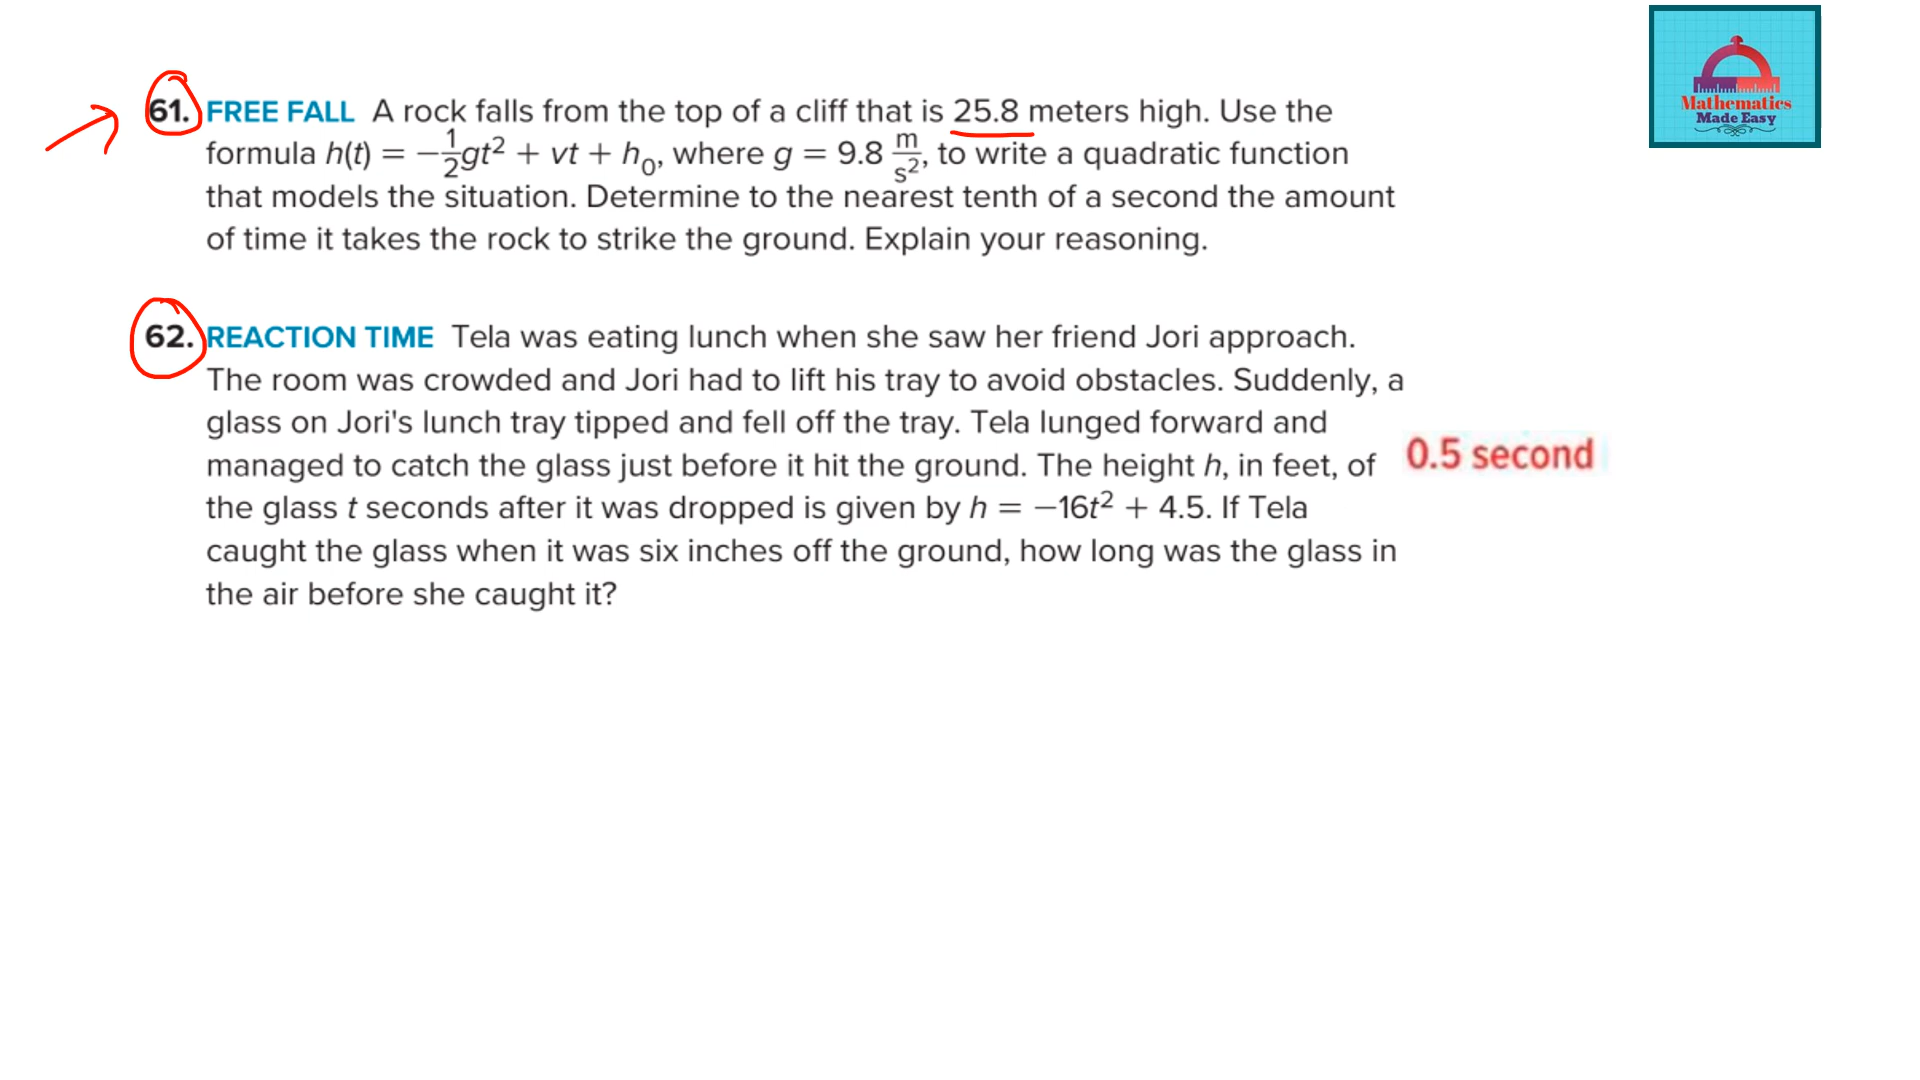 Mathematics
Made Easy
61. FREE FALL A rock falls from the top of a cliff that is 25.8 meters high. Use the
formula h(t) = −1/2gt² + vt + h₀, where g = 9.8 m/s², to write a quadratic function
that models the situation. Determine to the nearest tenth of a second the amount
of time it takes the rock to strike the ground. Explain your reasoning.
62. REACTION TIME Tela was eating lunch when she saw her friend Jori approach.
The room was crowded and Jori had to lift his tray to avoid obstacles. Suddenly, a
glass on Jori's lunch tray tipped and fell off the tray. Tela lunged forward and
managed to catch the glass just before it hit the ground. The height h, in feet, of
0.5 second
the glass t seconds after it was dropped is given by h = −16t² + 4.5. If Tela
caught the glass when it was six inches off the ground, how long was the glass in
the air before she caught it?